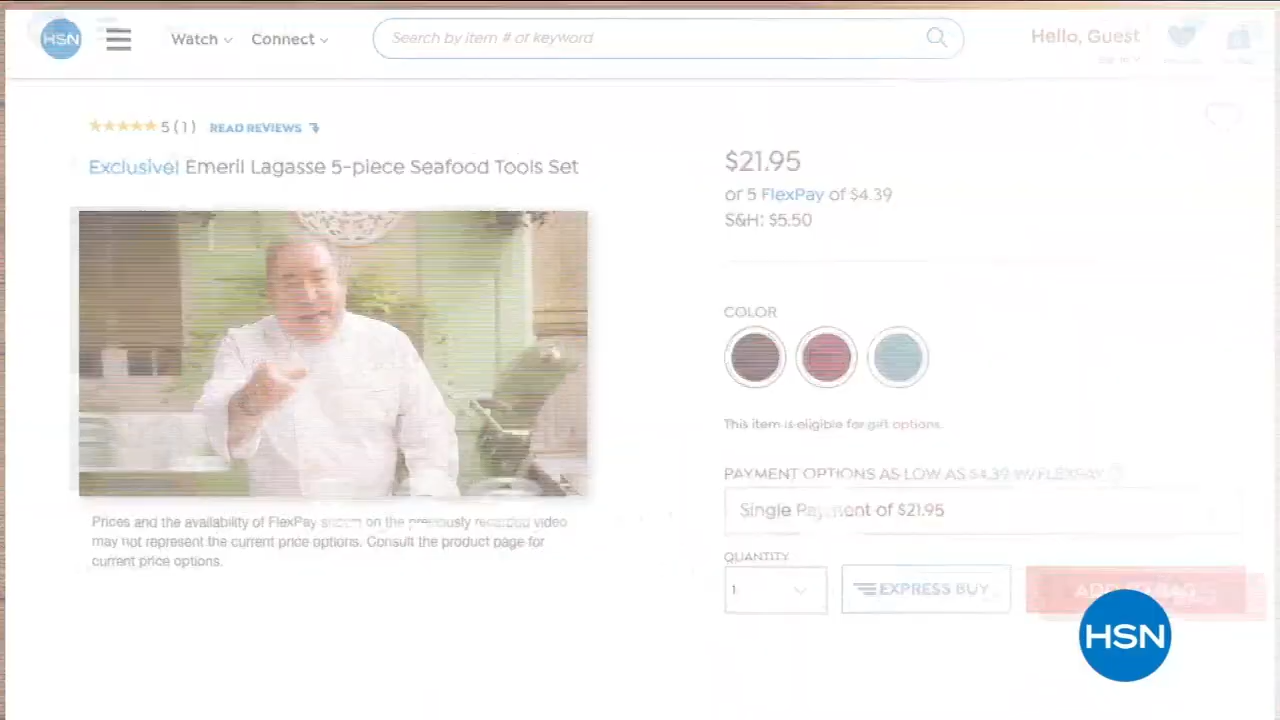 HSN
Watch
Connect
Search by item # or keyword
Hello, Guest
5 (1) READ REVIEWS
Exclusive! Emeril Lagasse 5-piece Seafood Tools Set
$21.95
or 5 FlexPay of $4.39
S&H: $5.50
COLOR
This item is eligible for gift options.
PAYMENT OPTIONS AS LOW AS $4.39 W/ FLEXPAY
Single Payment of $21.95
Prices and the availability of FlexPay shown on the previously recorded video
may not represent the current price options. Consult the product page for
current price options.
QUANTITY
1
EXPRESS BUY
ADD TO BAG
HSN